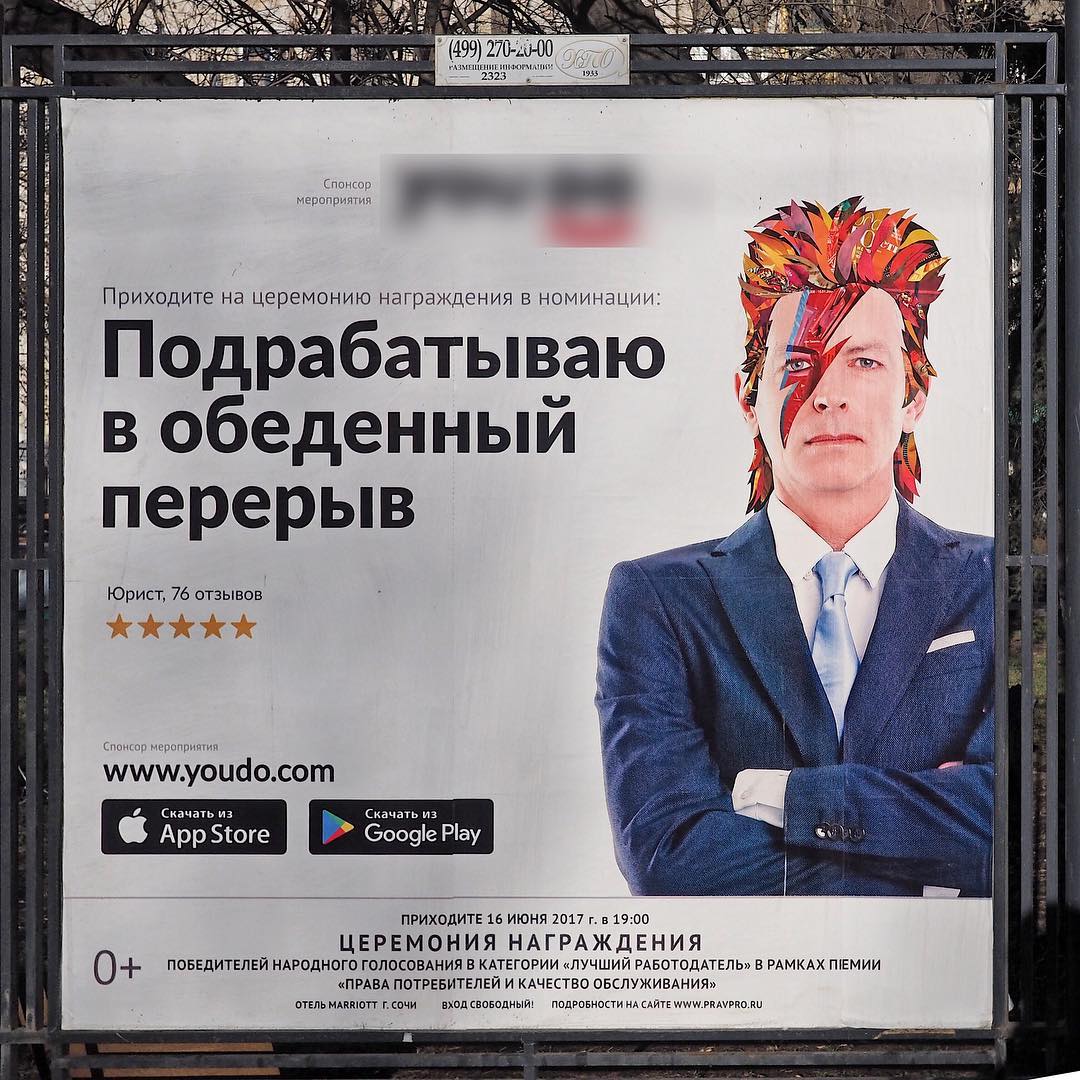 (499) 270-20-00
РАЗМЕЩЕНИЕ ИНФОРМАЦИИ
2323
1933
Спонсор
мероприятия
Приходите на церемонию награждения в номинации:
Подрабатываю
в обеденный
перерыв
Юрист, 76 отзывов
Спонсор мероприятия
www.youdo.com
Скачать из
App Store
Скачать из
Google Play
ПРИХОДИТЕ 16 ИЮНЯ 2017 г. в 19:00
ЦЕРЕМОНИЯ НАГРАЖДЕНИЯ
0+
ПОБЕДИТЕЛЕЙ НАРОДНОГО ГОЛОСОВАНИЯ В КАТЕГОРИИ «ЛУЧШИЙ РАБОТОДАТЕЛЬ» В РАМКАХ ПЕМИИ
«ПРАВА ПОТРЕБИТЕЛЕЙ И КАЧЕСТВО ОБСЛУЖИВАНИЯ»
ОТЕЛЬ MARRIOTT Г. СОЧИ ВХОД СВОБОДНЫЙ! ПОДРОБНОСТИ НА САЙТЕ WWW.PRAVPRO.RU